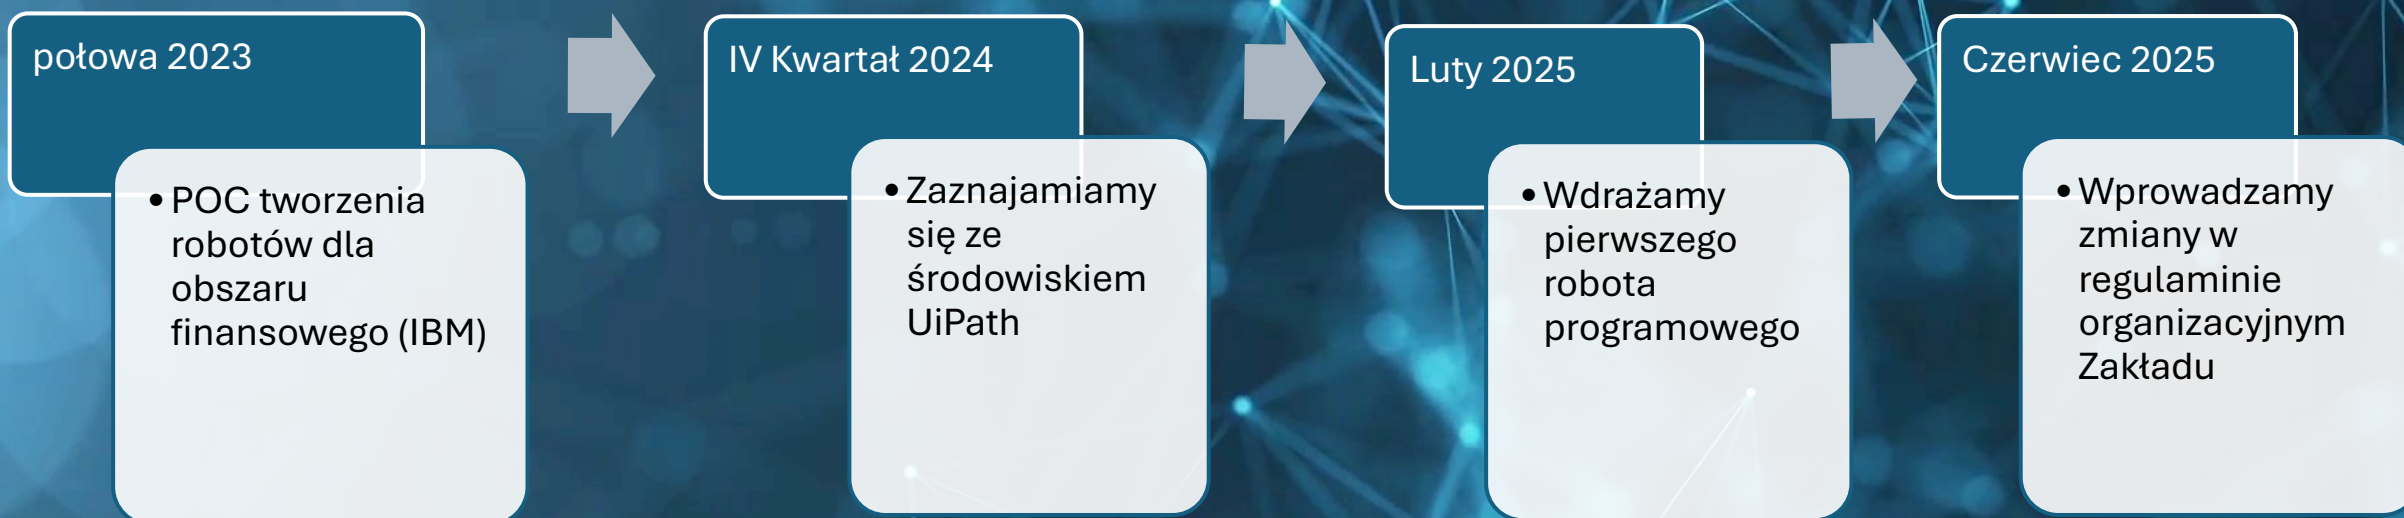 połowa 2023
• POC tworzenia
robotów dla
obszaru
finansowego (IBM)
IV Kwartał 2024
• Zaznajamiamy
się ze
środowiskiem
UiPath
Luty 2025
• Wdrażamy
pierwszego
robota
programowego
Czerwiec 2025
• Wprowadzamy
zmiany w
regulaminie
organizacyjnym
Zakładu